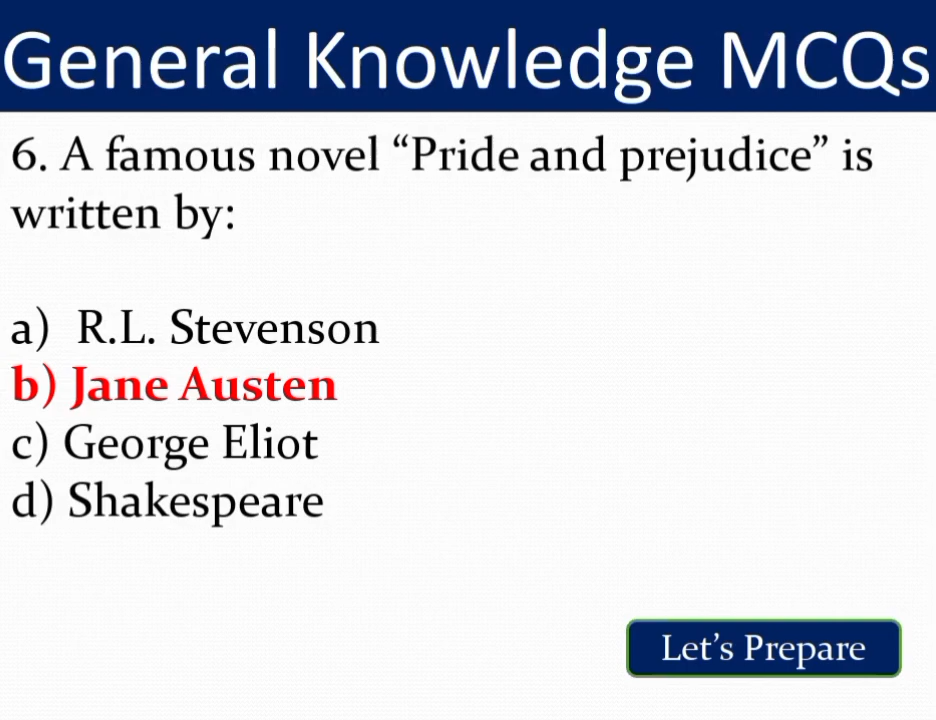 General Knowledge MCQs
6. A famous novel “Pride and prejudice” is
written by:
a) R.L. Stevenson
b) Jane Austen
c) George Eliot
d) Shakespeare
Let’s Prepare